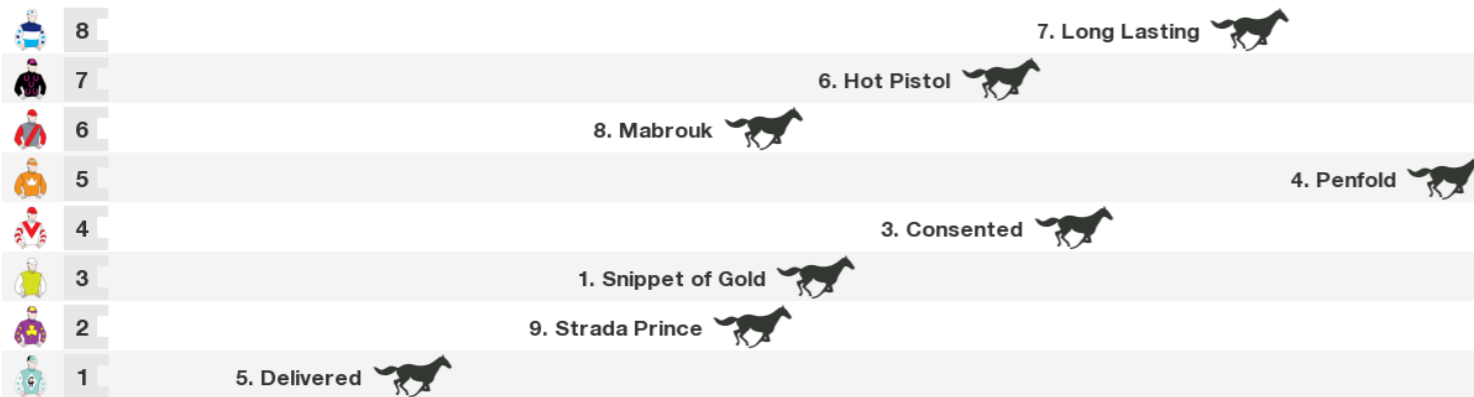 8 7. Long Lasting
7 6. Hot Pistol
6 8. Mabrouk
5 4. Penfold
4 3. Consented
3 1. Snippet of Gold
2 9. Strada Prince
1 5. Delivered